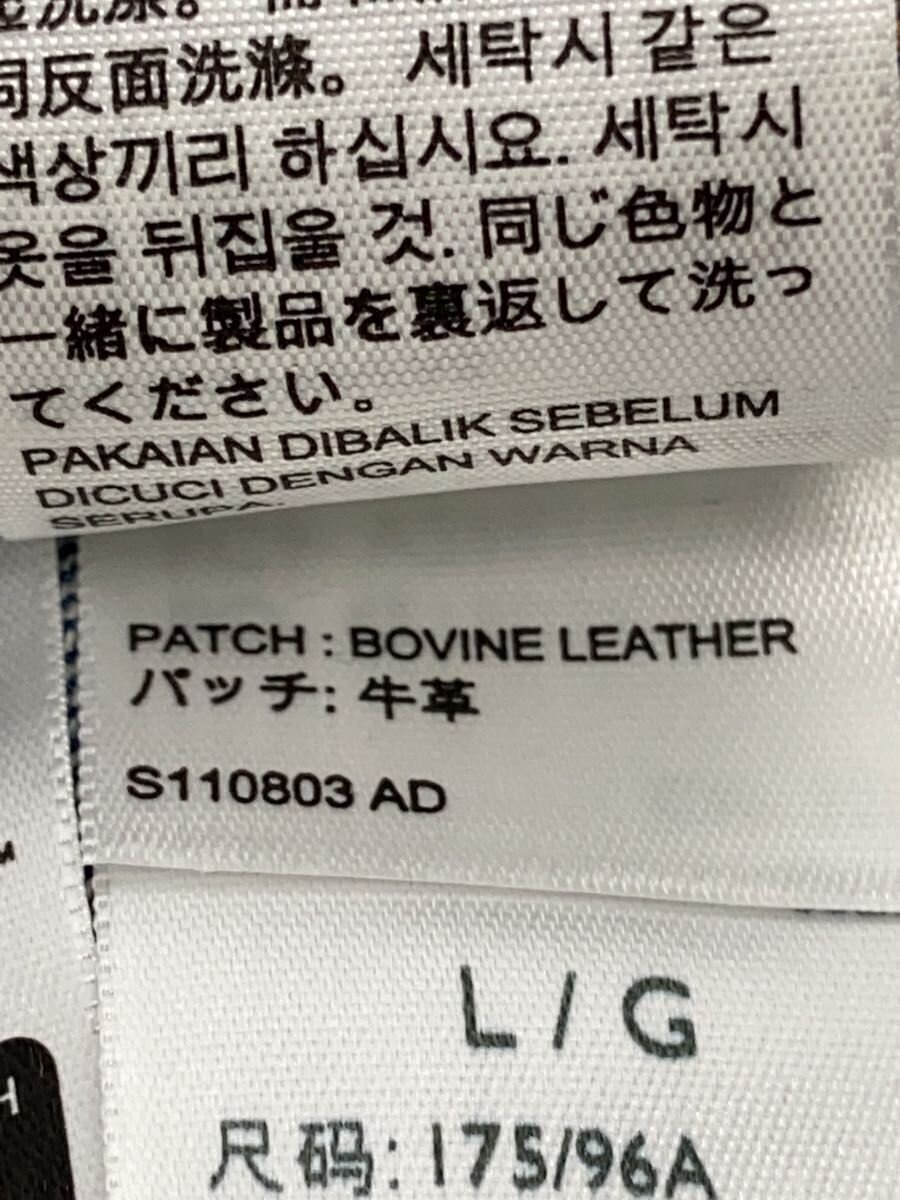 同反面洗滌。 세탁시 같은
색상끼리 하십시요. 세탁시
옷을 뒤집을 것. 同じ色物と
一緒に製品を裏返して洗っ
てください。
PAKAIAN DIBALIK SEBELUM
DICUCI DENGAN WARNA
SERUPA.
PATCH : BOVINE LEATHER
パッチ: 牛革
S110803 AD
L / G
尺码: 175/96A